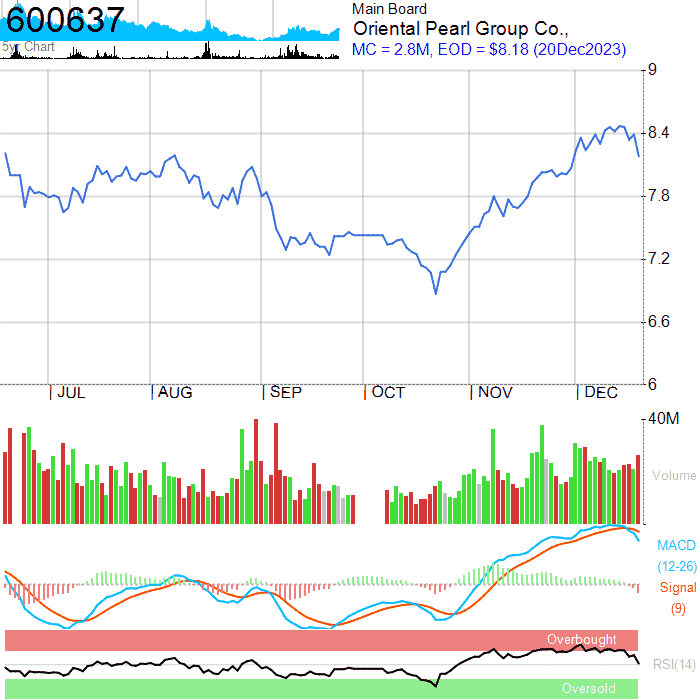 600637
5yr Chart
Main Board
Oriental Pearl Group Co.,
MC = 2.8M, EOD = $8.18 (20Dec2023)
9
8.4
7.8
7.2
6.6
6
JUL AUG SEP OCT NOV DEC
40M
Volume
MACD
(12-26)
Signal
(9)
Overbought
RSI(14)
Oversold